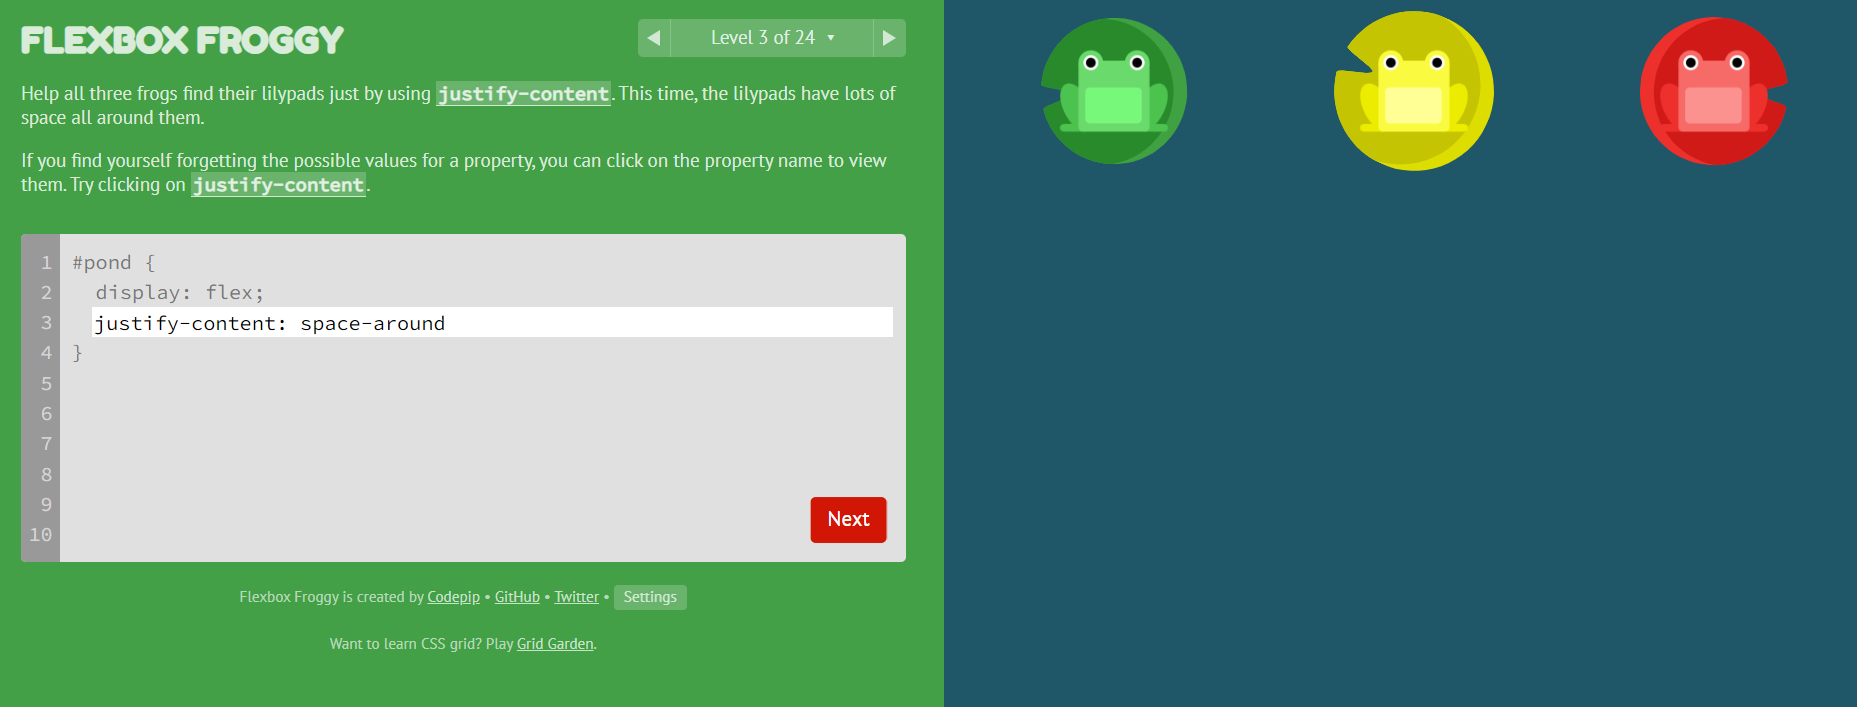 FLEXBOX FROGGY
Level 3 of 24 ▼
Help all three frogs find their lilypads just by using justify-content. This time, the lilypads have lots of
space all around them.
If you find yourself forgetting the possible values for a property, you can click on the property name to view
them. Try clicking on justify-content.
1 #pond {
2 display: flex;
3 justify-content: space-around
4 }
5
6
7
8
9
10
Next
Flexbox Froggy is created by Codepip • GitHub • Twitter • Settings
Want to learn CSS grid? Play Grid Garden.